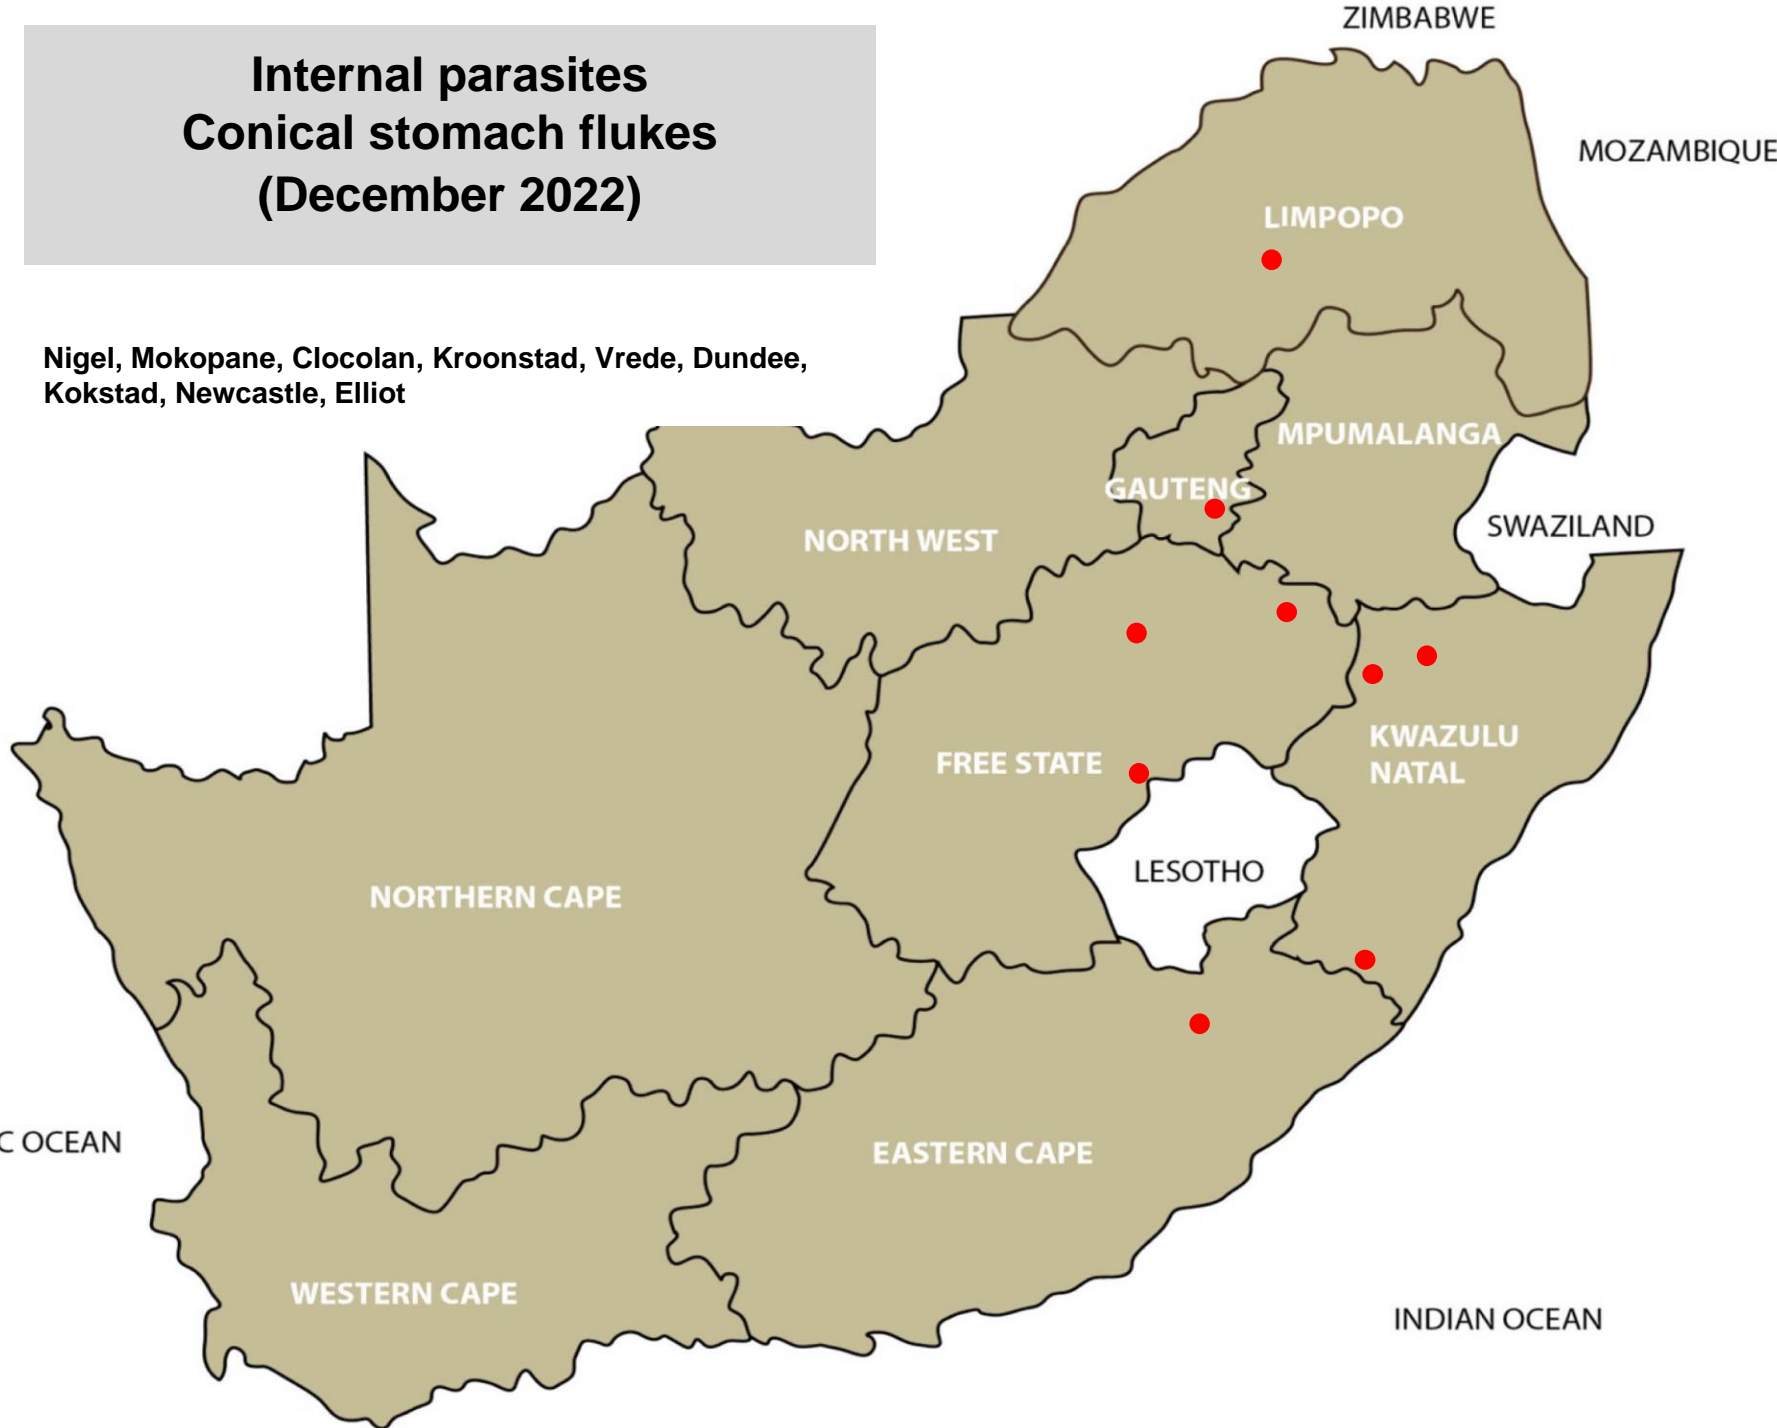 Internal parasites
Conical stomach flukes
(December 2022)
Nigel, Mokopane, Clocolan, Kroonstad, Vrede, Dundee,
Kokstad, Newcastle, Elliot
ZIMBABWE
MOZAMBIQUE
LIMPOPO
MPUMALANGA
GAUTENG
NORTH WEST
SWAZILAND
KWAZULU
NATAL
FREE STATE
LESOTHO
NORTHERN CAPE
C OCEAN
EASTERN CAPE
WESTERN CAPE
INDIAN OCEAN